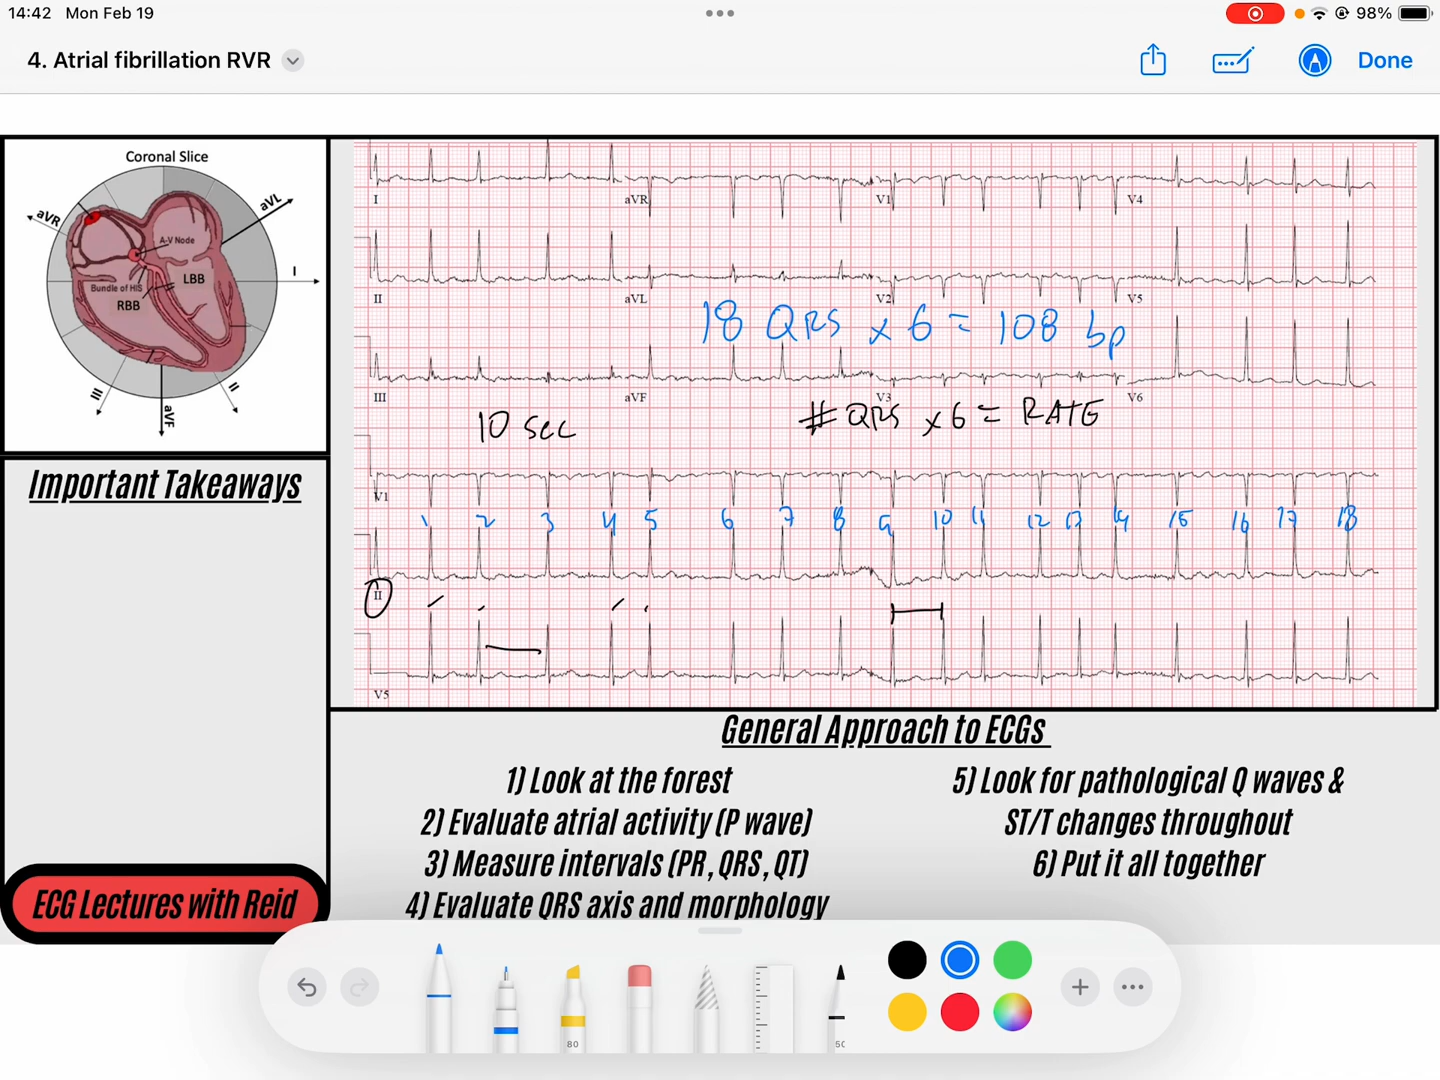 14:42 Mon Feb 19
98%
4. Atrial fibrillation RVR
Done
Coronal Slice
aVR
aVL
A-V Node
I
Bundle of HIS
LBB
RBB
III
aVF
II
I
aVR
V1
V4
II
aVL
V2
V5
18 QRS x 6 = 108 bp
III
aVF
V3
V6
10 sec
# QRS x 6 = RATE
V1
1 2 3 4 5 6 7 8 9 10 11 12 13 14 15 16 17 18
II
V5
Important Takeaways
ECG Lectures with Reid
General Approach to ECGs
1) Look at the forest
2) Evaluate atrial activity (P wave)
3) Measure intervals (PR, QRS, QT)
4) Evaluate QRS axis and morphology
5) Look for pathological Q waves &
ST/T changes throughout
6) Put it all together
80
50